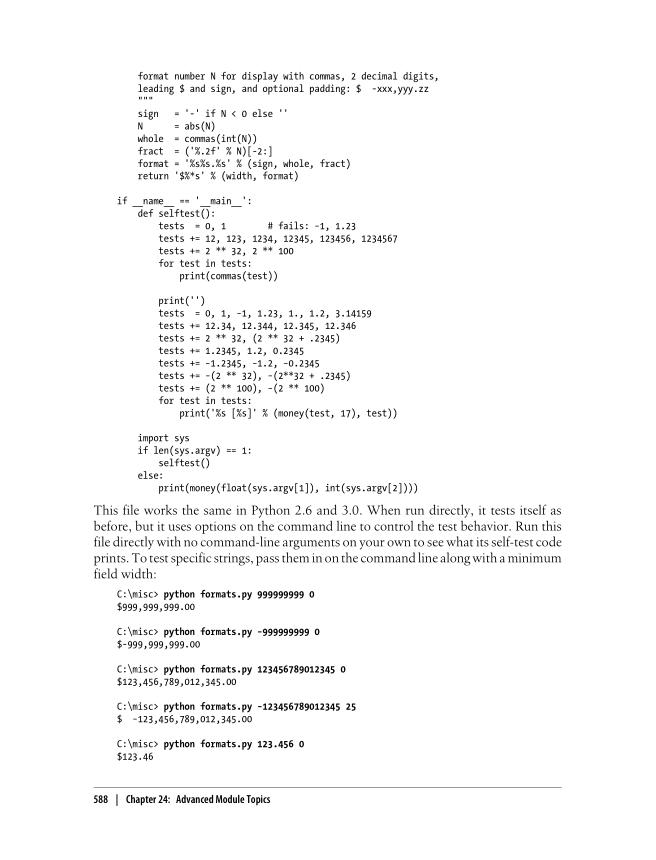 format number N for display with commas, 2 decimal digits,
leading $ and sign, and optional padding: $  -xxx,yyy.zz
"""
sign   = '-' if N < 0 else ''
N      = abs(N)
whole  = commas(int(N))
fract  = ('%.2f' % N)[-2:]
format = '%s%s.%s' % (sign, whole, fract)
return '$%*s' % (width, format)
if __name__ == '__main__':
def selftest():
tests  = 0, 1        # fails: -1, 1.23
tests += 12, 123, 1234, 12345, 123456, 1234567
tests += 2 ** 32, 2 ** 100
for test in tests:
print(commas(test))
print('')
tests  = 0, 1, -1, 1.23, 1., 1.2, 3.14159
tests += 12.34, 12.344, 12.345, 12.346
tests += 2 ** 32, (2 ** 32 + .2345)
tests += 1.2345, 1.2, 0.2345
tests += -1.2345, -1.2, -0.2345
tests += -(2 ** 32), -(2**32 + .2345)
tests += (2 ** 100), -(2 ** 100)
for test in tests:
print('%s [%s]' % (money(test, 17), test))
import sys
if len(sys.argv) == 1:
selftest()
else:
print(money(float(sys.argv[1]), int(sys.argv[2])))
This file works the same in Python 2.6 and 3.0. When run directly, it tests itself as
before, but it uses options on the command line to control the test behavior. Run this
file directly with no command-line arguments on your own to see what its self-test code
prints. To test specific strings, pass them in on the command line along with a minimum
field width:
C:\misc> python formats.py 999999999 0
$999,999,999.00
C:\misc> python formats.py -999999999 0
$-999,999,999.00
C:\misc> python formats.py 123456789012345 0
$123,456,789,012,345.00
C:\misc> python formats.py -123456789012345 25
$  -123,456,789,012,345.00
C:\misc> python formats.py 123.456 0
$123.46
588 | Chapter 24: Advanced Module Topics